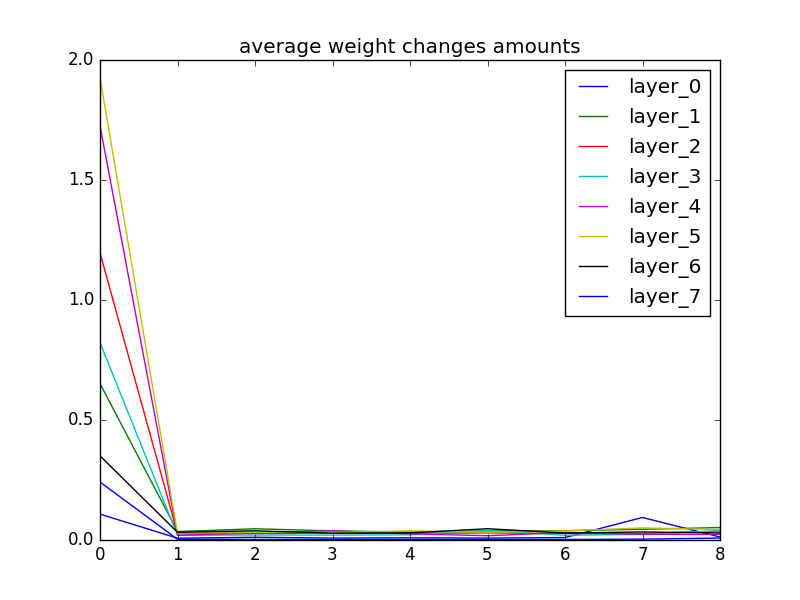 average weight changes amounts
2.0
1.5
1.0
0.5
0.0
0 1 2 3 4 5 6 7 8
layer_0
layer_1
layer_2
layer_3
layer_4
layer_5
layer_6
layer_7